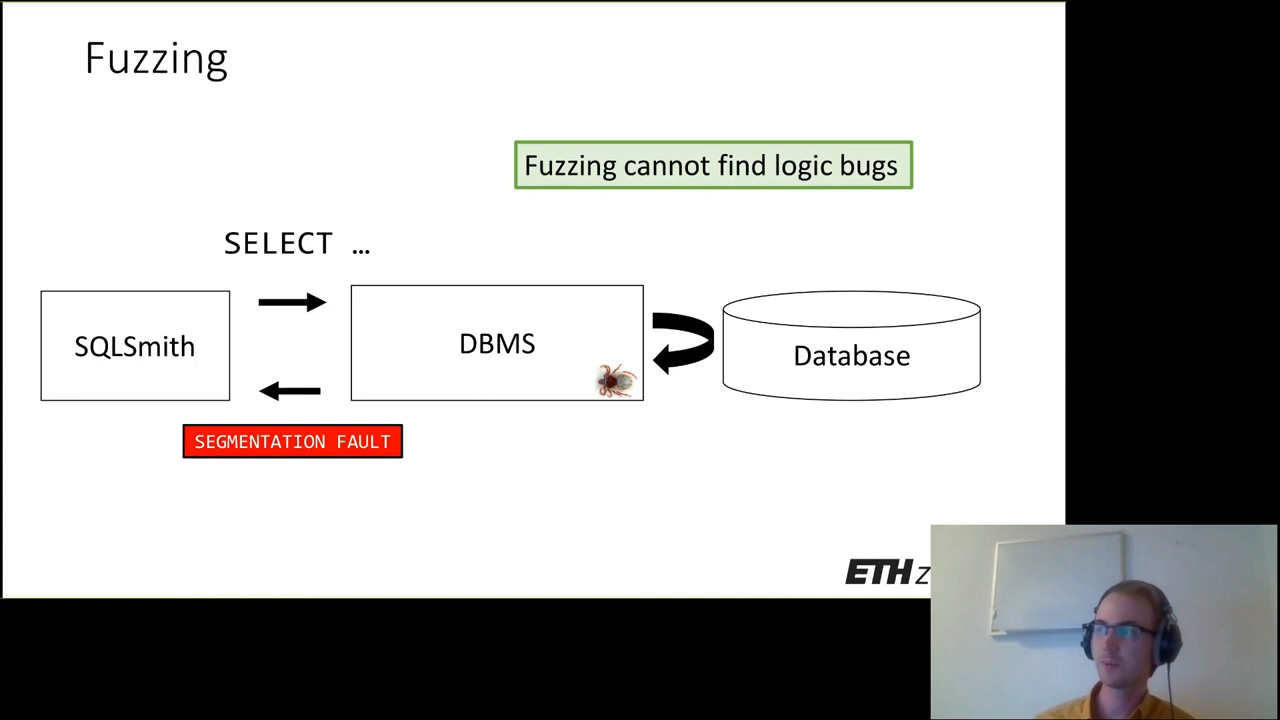 Fuzzing
Fuzzing cannot find logic bugs
SELECT …
SQLSmith
DBMS
Database
SEGMENTATION FAULT
ETH